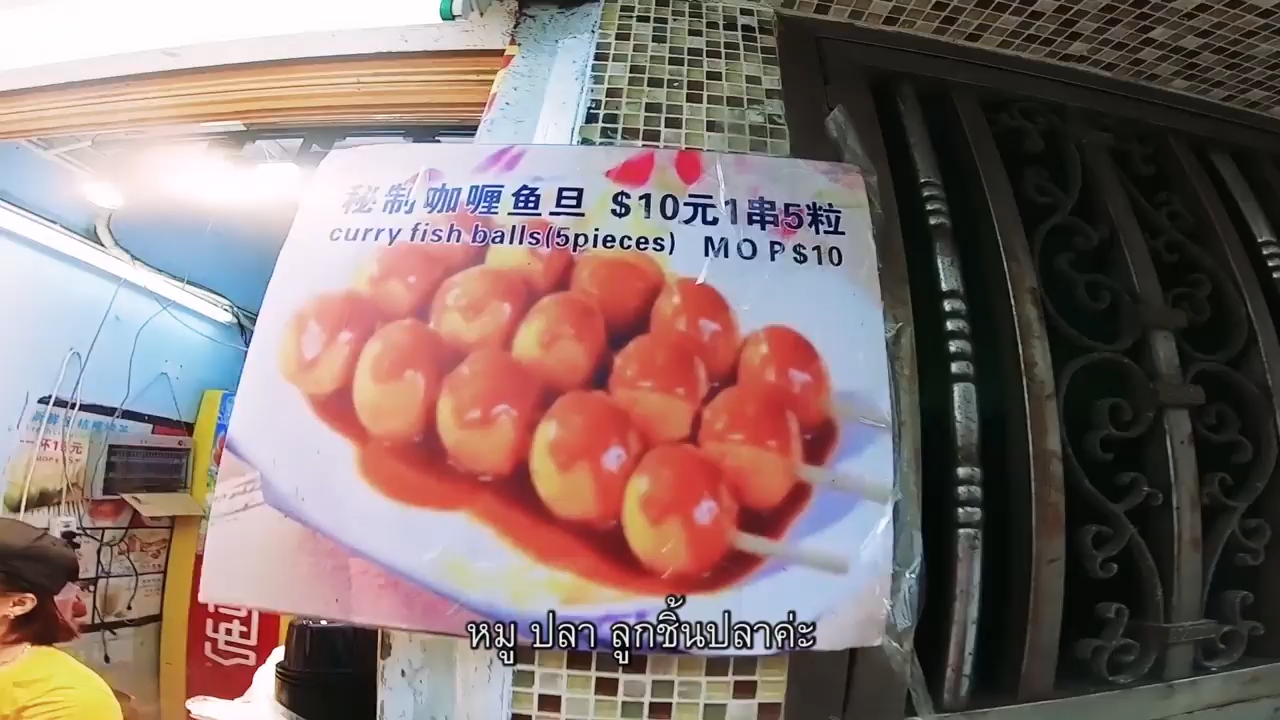 秘制咖喱鱼旦 $10元1串5粒
curry fish balls(5pieces) MOP$10
หมู ปลา ลูกชิ้นปลาค่ะ